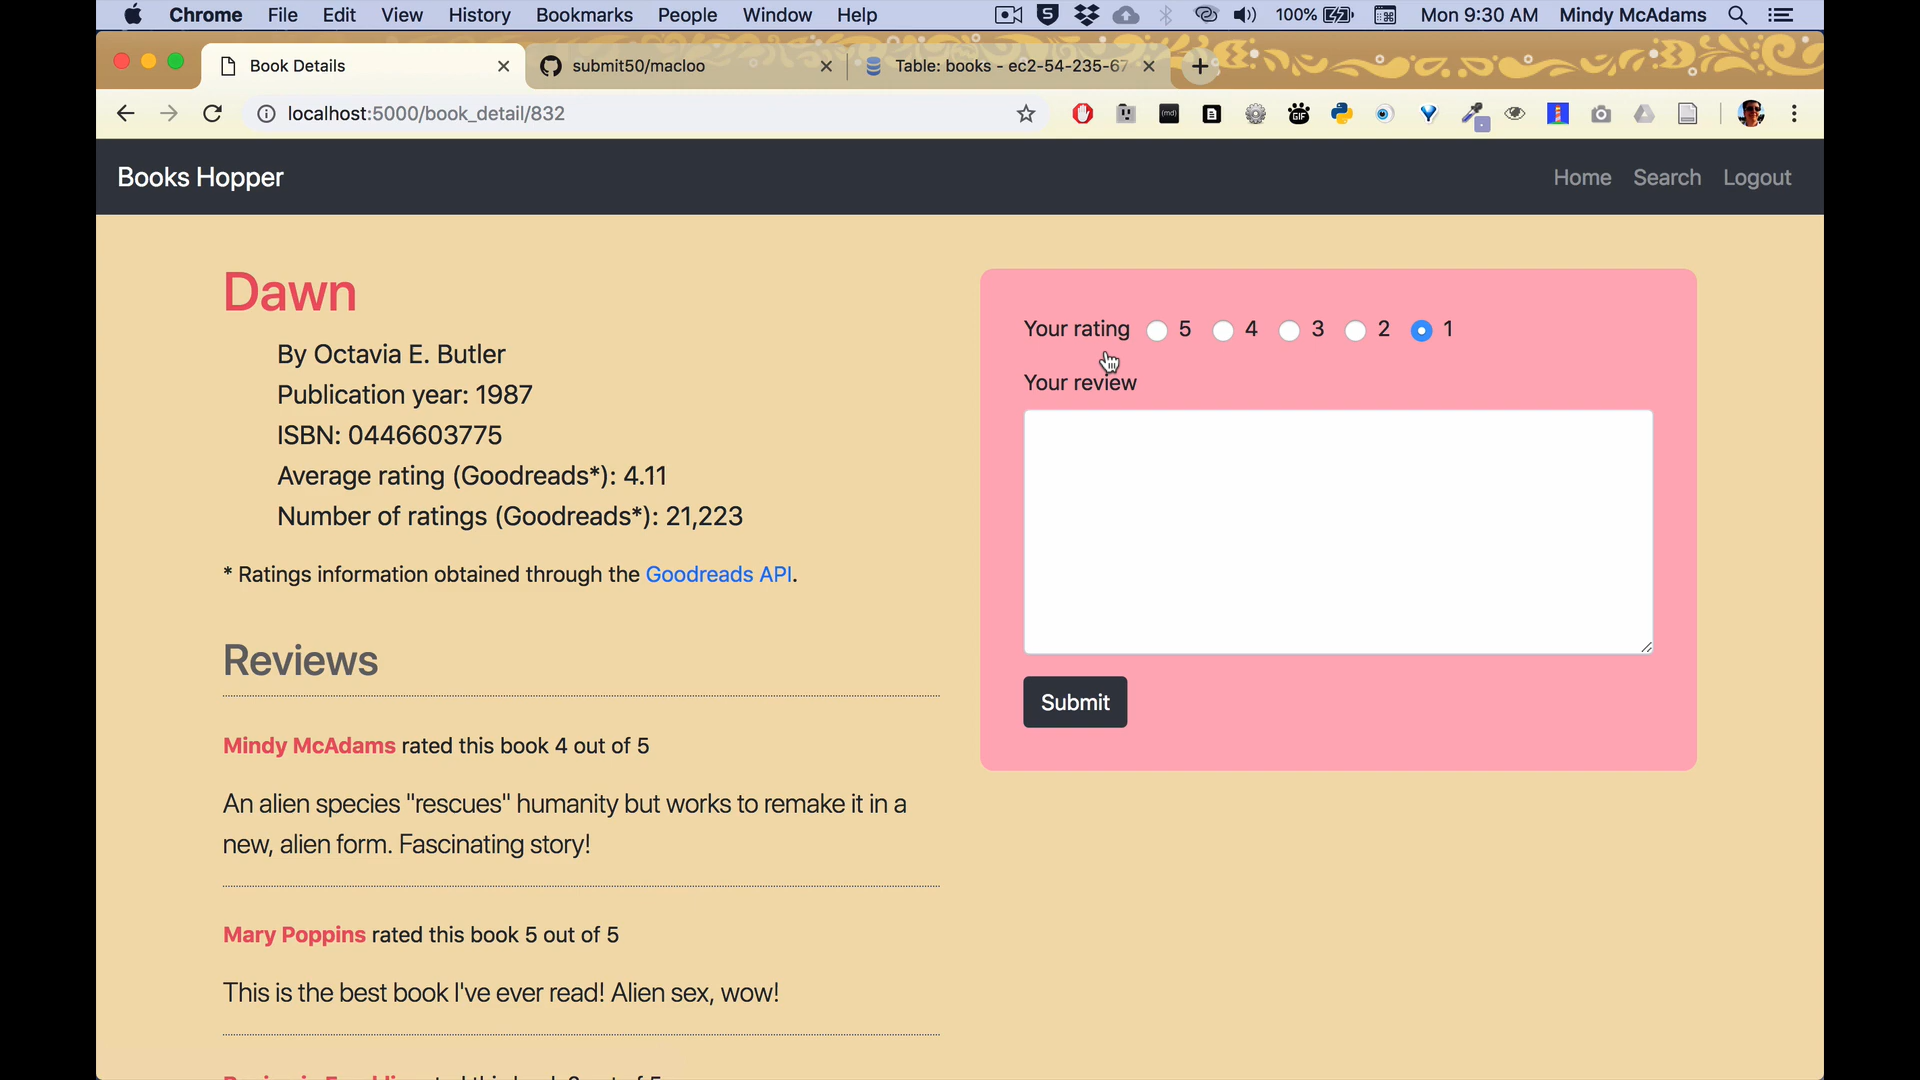 Chrome File Edit View History Bookmarks People Window Help 100% Mon 9:30 AM Mindy McAdams
Book Details submit50/macloo Table: books - ec2-54-235-67
localhost:5000/book_detail/832
Books Hopper Home Search Logout
Dawn
By Octavia E. Butler
Publication year: 1987
ISBN: 0446603775
Average rating (Goodreads*): 4.11
Number of ratings (Goodreads*): 21,223
* Ratings information obtained through the Goodreads API.
Reviews
Mindy McAdams rated this book 4 out of 5
An alien species "rescues" humanity but works to remake it in a
new, alien form. Fascinating story!
Mary Poppins rated this book 5 out of 5
This is the best book I've ever read! Alien sex, wow!
Your rating 5 4 3 2 1
Your review
Submit